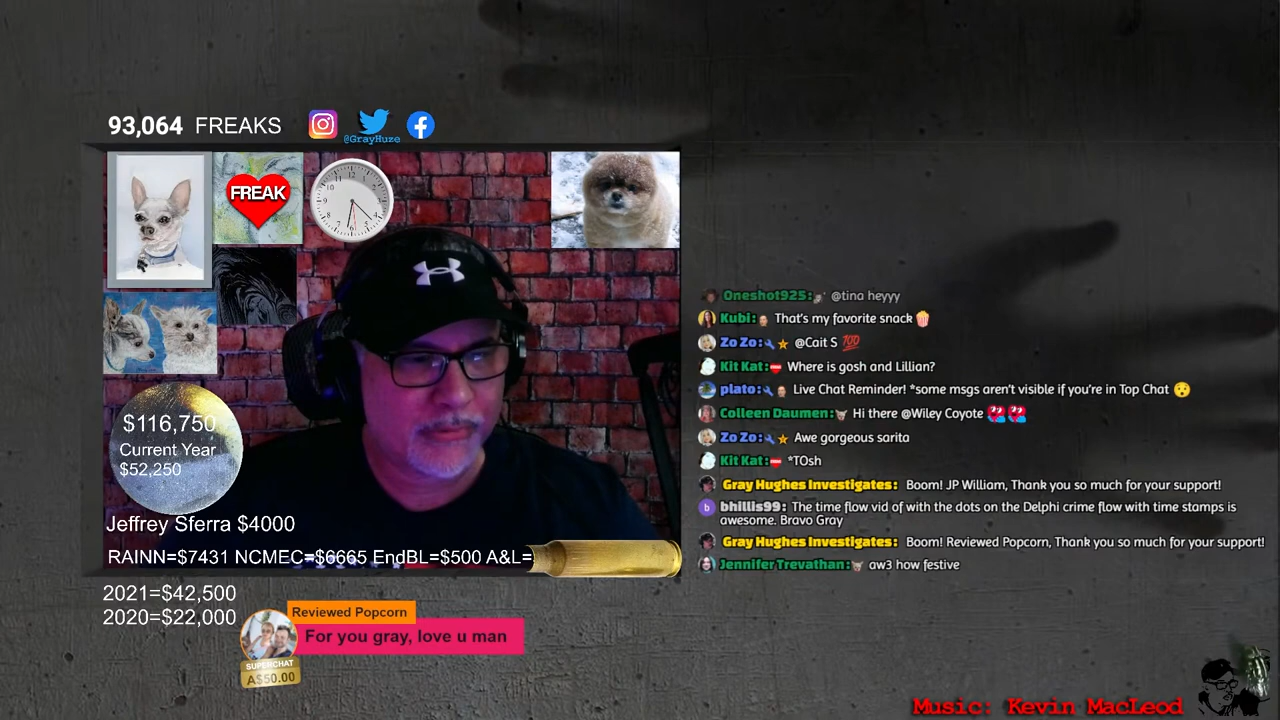 93,064 FREAKS
@GrayHuze
FREAK
$116,750
Current Year
$52,250
Jeffrey Sferra $4000
RAINN=$7431 NCMEC=$6665 EndBL=$500 A&L=
2021=$42,500
2020=$22,000
Reviewed Popcorn
For you gray, love u man
SUPERCHAT
A$50.00
Oneshot925: @tina heyyy
Kubi: That's my favorite snack 🍿
Zo Zo: @Cait S 💯
Kit Kat: Where is gosh and Lillian?
plato: Live Chat Reminder! *some msgs aren't visible if you're in Top Chat 😯
Colleen Daumen: Hi there @Wiley Coyote
Zo Zo: Awe gorgeous sarita
Kit Kat: *TOsh
Gray Hughes Investigates: Boom! JP William, Thank you so much for your support!
b bhillis99: The time flow vid of with the dots on the Delphi crime flow with time stamps is
awesome. Bravo Gray
Gray Hughes Investigates: Boom! Reviewed Popcorn, Thank you so much for your support!
Jennifer Trevathan: aw3 how festive
Music: Kevin MacLeod